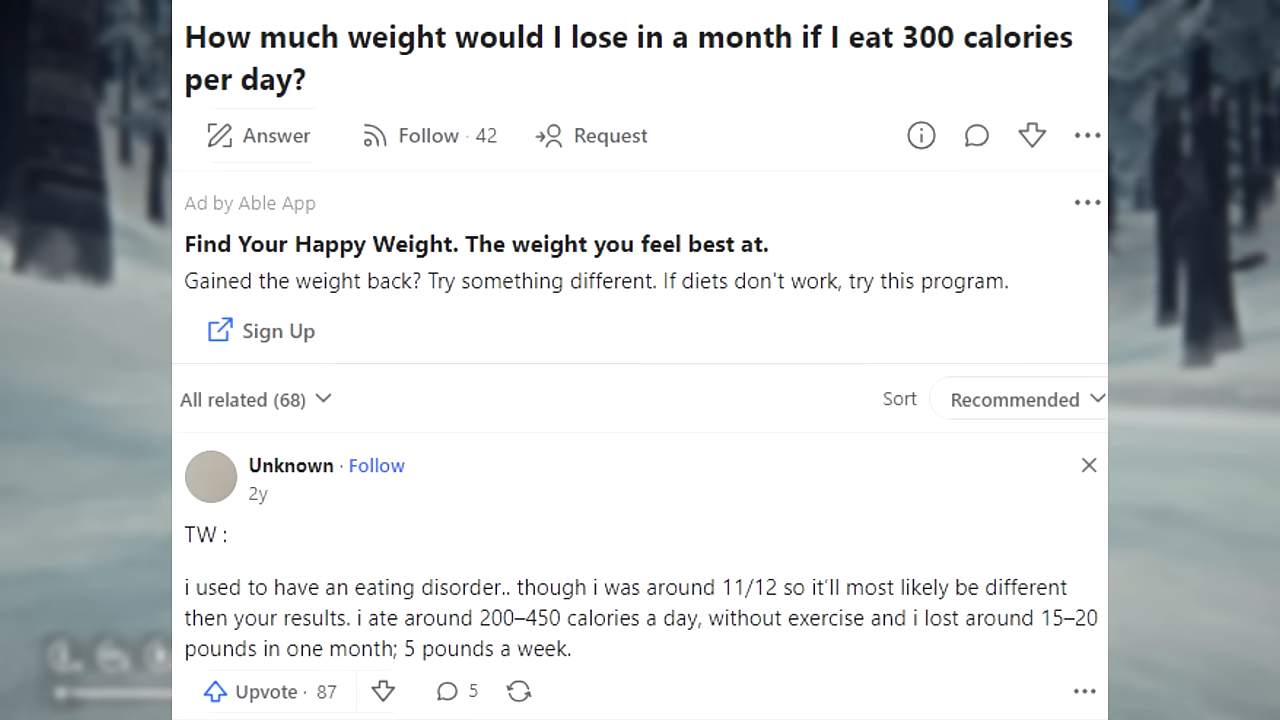 How much weight would I lose in a month if I eat 300 calories
per day?
Answer
Follow · 42
Request
Ad by Able App
Find Your Happy Weight. The weight you feel best at.
Gained the weight back? Try something different. If diets don't work, try this program.
Sign Up
All related (68)
Sort
Recommended
Unknown · Follow
2y
TW :
i used to have an eating disorder.. though i was around 11/12 so it'll most likely be different
then your results. i ate around 200–450 calories a day, without exercise and i lost around 15–20
pounds in one month; 5 pounds a week.
Upvote · 87
5